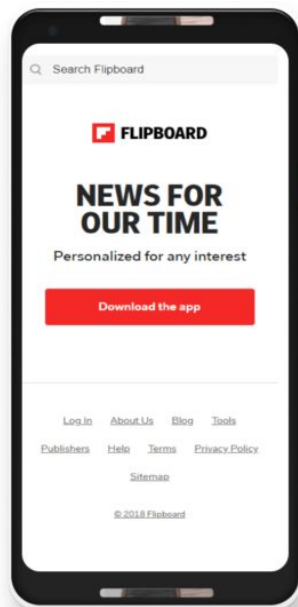 Search Flipboard
FLIPBOARD
NEWS FOR
OUR TIME
Personalized for any interest
Download the app
Log In About Us Blog Tools
Publishers Help Terms Privacy Policy
Sitemap
© 2018 Flipboard